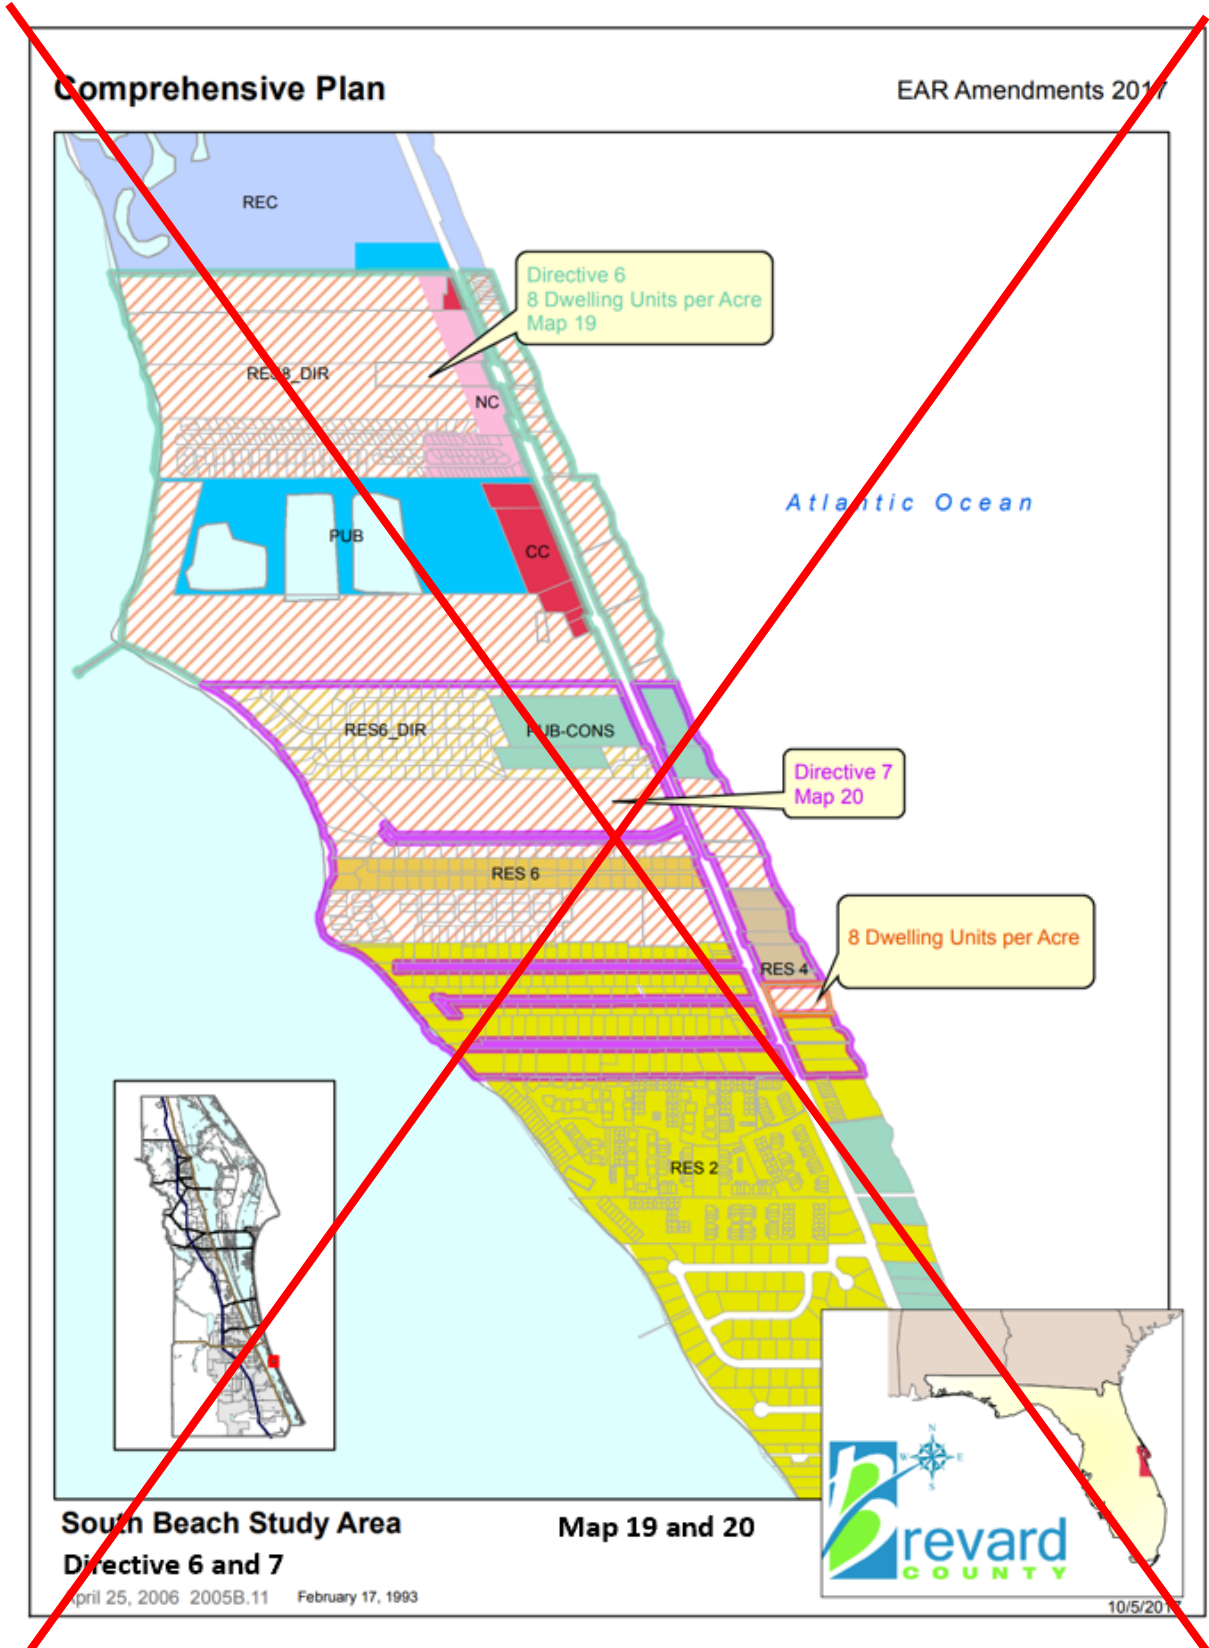 Comprehensive Plan
EAR Amendments 2017
REC
Directive 6
8 Dwelling Units per Acre
Map 19
RES8_DIR
NC
Atlantic Ocean
PUB
CC
RES6_DIR
PUB-CONS
Directive 7
Map 20
RES 6
8 Dwelling Units per Acre
RES 4
RES 2
N
W
E
S
revard
COUNTY
South Beach Study Area
Map 19 and 20
Directive 6 and 7
April 25, 2006 2005B.11
February 17, 1993
10/5/2017